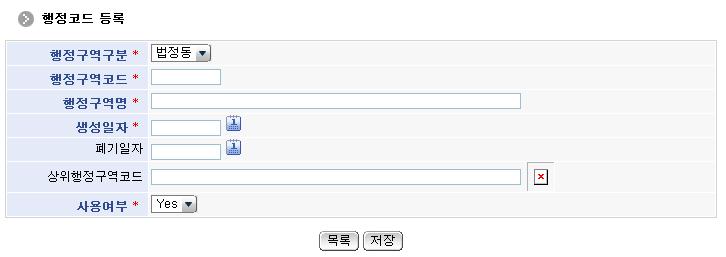 행정코드 등록
행정구역구분 * 법정동
행정구역코드 *
행정구역명 *
생성일자 * 1
폐기일자 1
상위행정구역코드
사용여부 * Yes
목록 저장